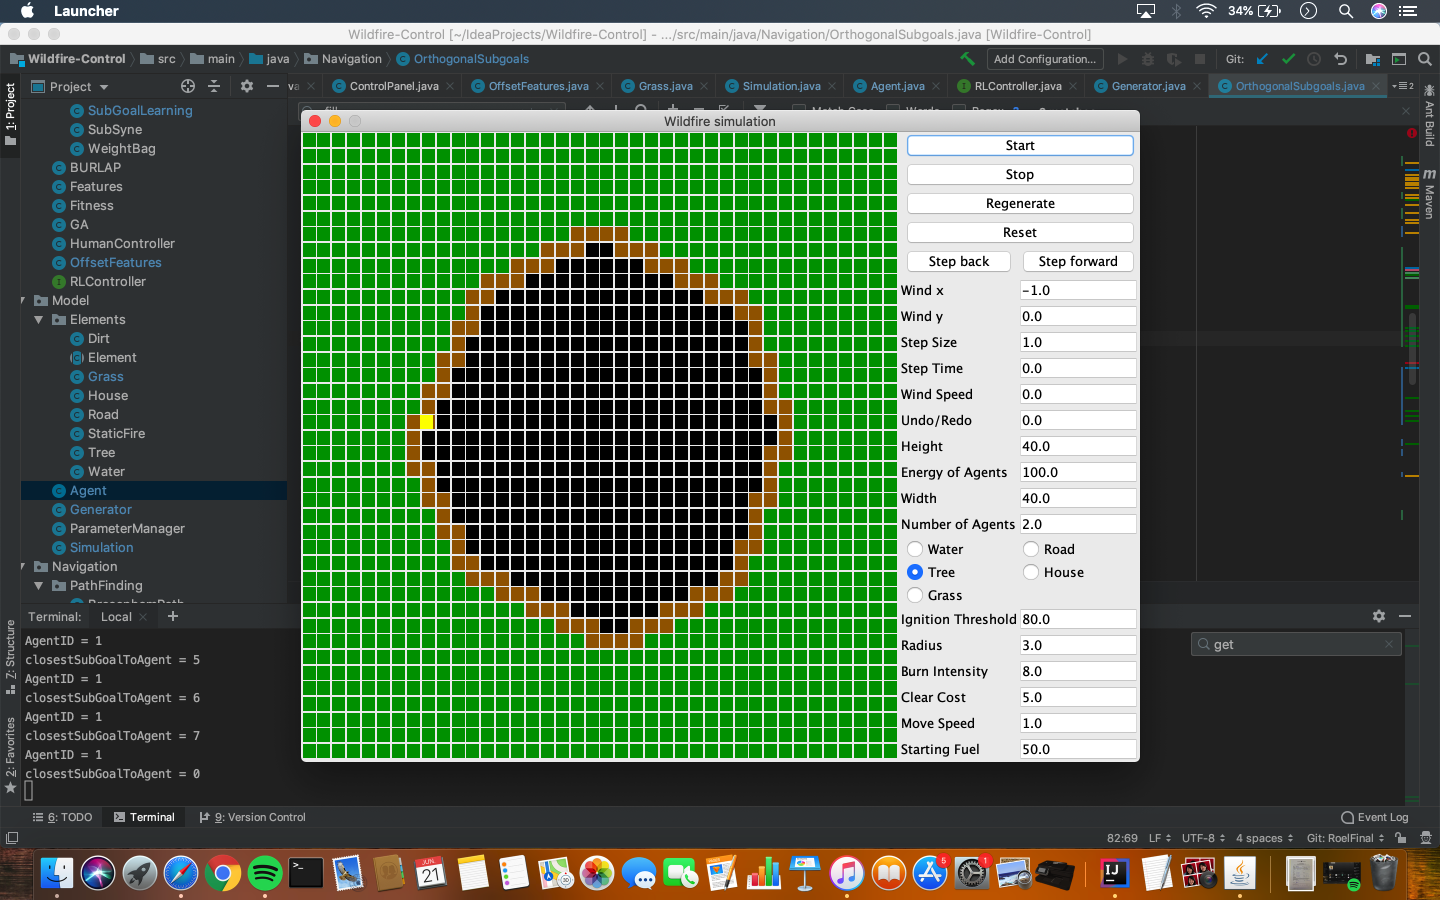 Launcher
34%
Wildfire-Control [~/IdeaProjects/Wildfire-Control] - .../src/main/java/Navigation/OrthogonalSubgoals.java [Wildfire-Control]
Wildfire-Control src main java Navigation OrthogonalSubgoals
Add Configuration...
Git:
Project
va ControlPanel.java OffsetFeatures.java Grass.java Simulation.java Agent.java RLController.java Generator.java OrthogonalSubgoals.java
2
1: Project
SubGoalLearning
SubSyne
WeightBag
BURLAP
Features
Fitness
GA
HumanController
OffsetFeatures
RLController
Model
Elements
Dirt
Element
Grass
House
Road
StaticFire
Tree
Water
Agent
Generator
ParameterManager
Simulation
Navigation
PathFinding
Wildfire simulation
Start
Stop
Regenerate
Reset
Step back Step forward
Wind x -1.0
Wind y 0.0
Step Size 1.0
Step Time 0.0
Wind Speed 0.0
Undo/Redo 0.0
Height 40.0
Energy of Agents 100.0
Width 40.0
Number of Agents 2.0
Water Road
Tree House
Grass
Ignition Threshold 80.0
Radius 3.0
Burn Intensity 8.0
Clear Cost 5.0
Move Speed 1.0
Starting Fuel 50.0
Ant Build
Maven
Terminal: Local
AgentID = 1
closestSubGoalToAgent = 5
AgentID = 1
closestSubGoalToAgent = 6
AgentID = 1
closestSubGoalToAgent = 7
AgentID = 1
closestSubGoalToAgent = 0
get
Z: Structure
2: Favorites
6: TODO Terminal 9: Version Control
Event Log
82:69 LF UTF-8 4 spaces Git: RoelFinal
JUN
21
5
1
IJ